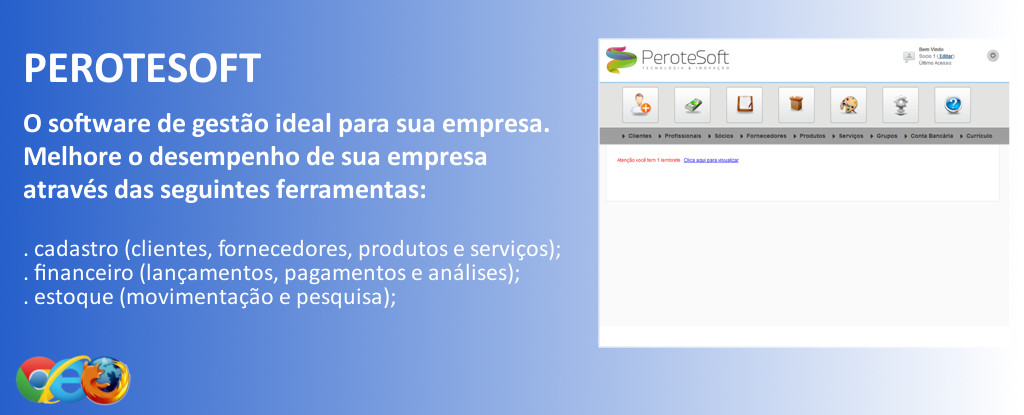 PEROTESOFT
O software de gestão ideal para sua empresa.
Melhore o desempenho de sua empresa
através das seguintes ferramentas:
. cadastro (clientes, fornecedores, produtos e serviços);
. financeiro (lançamentos, pagamentos e análises);
. estoque (movimentação e pesquisa);
PeroteSoft
TECNOLOGIA & INOVAÇÃO
Bem Vindo
Socio 1 (Editar)
Último Acesso:
Clientes Profissionais Sócios Fornecedores Produtos Serviços Grupos Conta Bancária Currículo
Atenção você tem 1 lembrete Clica aqui para visualizar